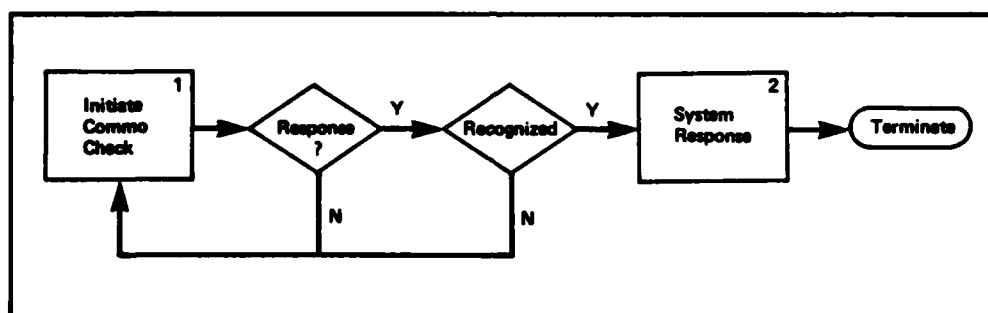 1
Initiate
Commo
Check
Response
?
Y
N
Recognized
Y
N
2
System
Response
Terminate